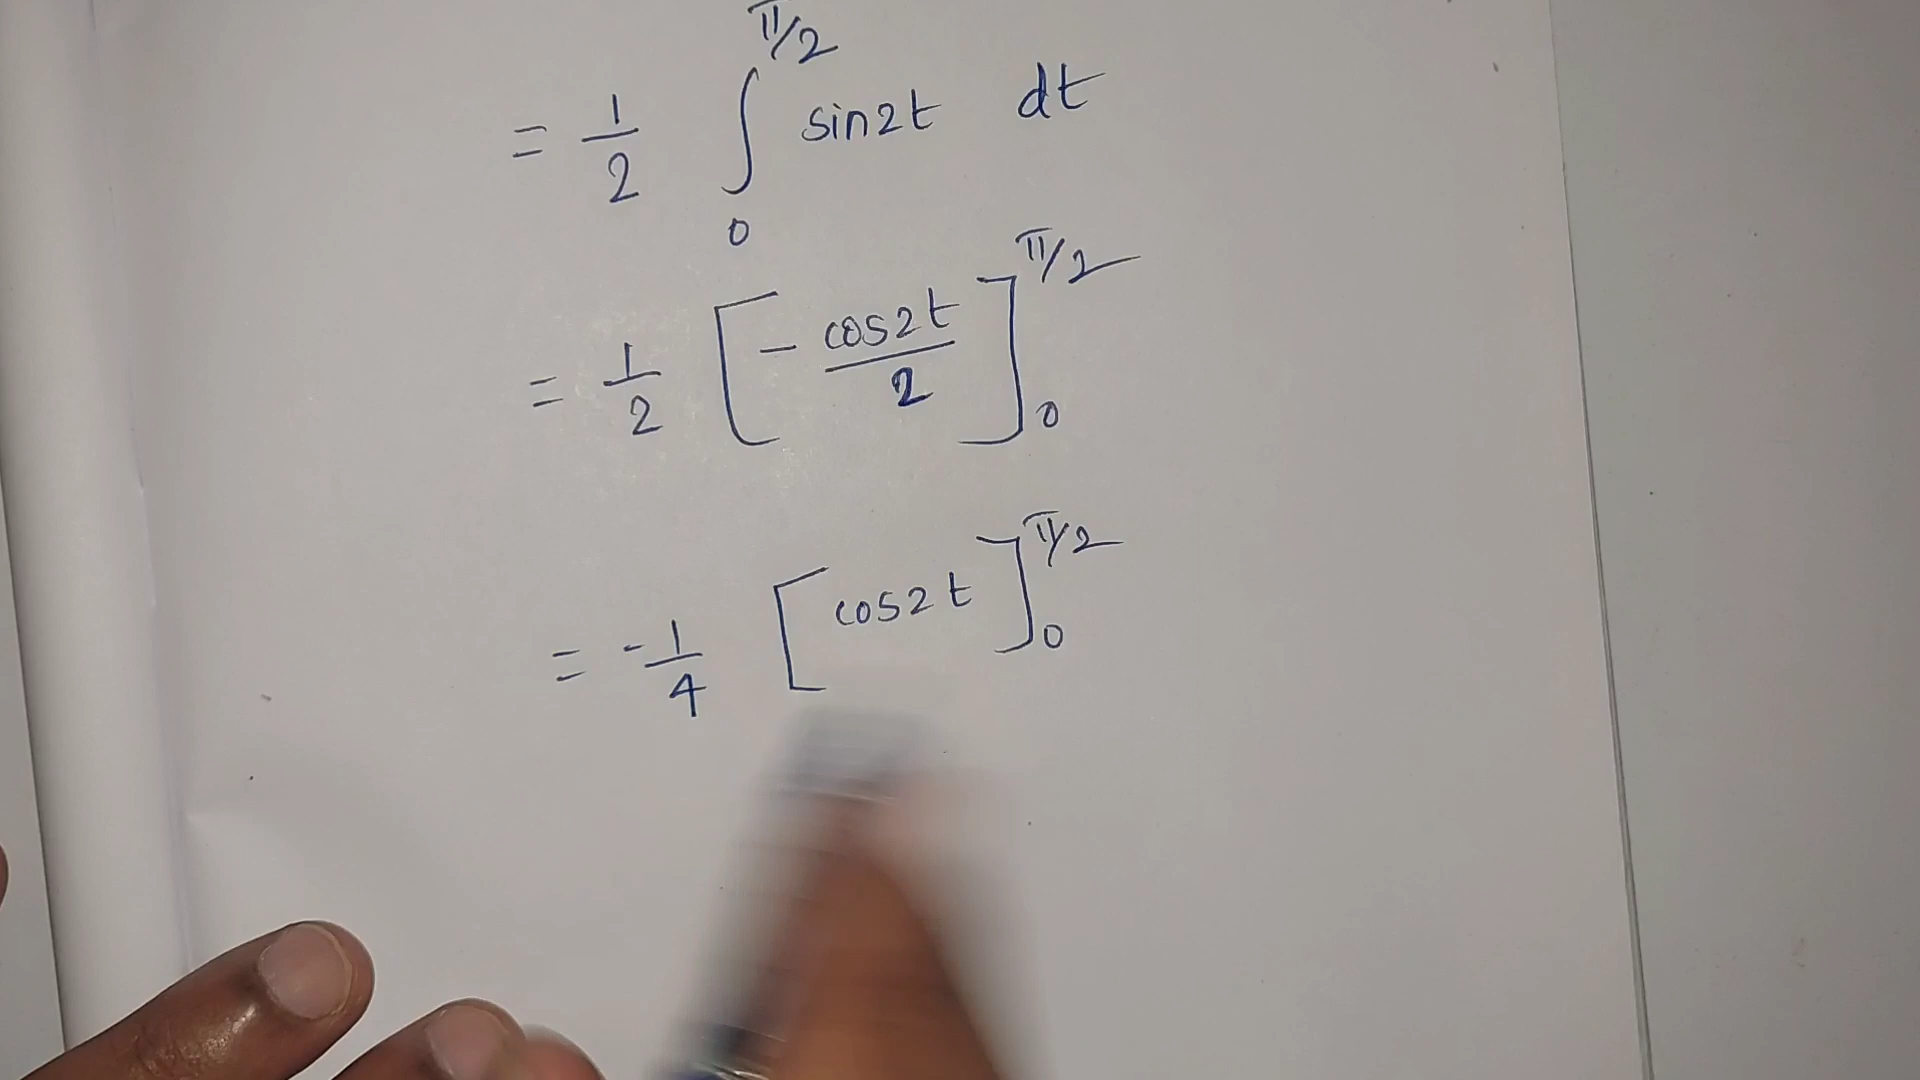 = 1/2 ∫₀^{π/2} sin2t dt
= 1/2 [ - cos2t/2 ]₀^{π/2}
= -1/4 [ cos2t ]₀^{π/2}